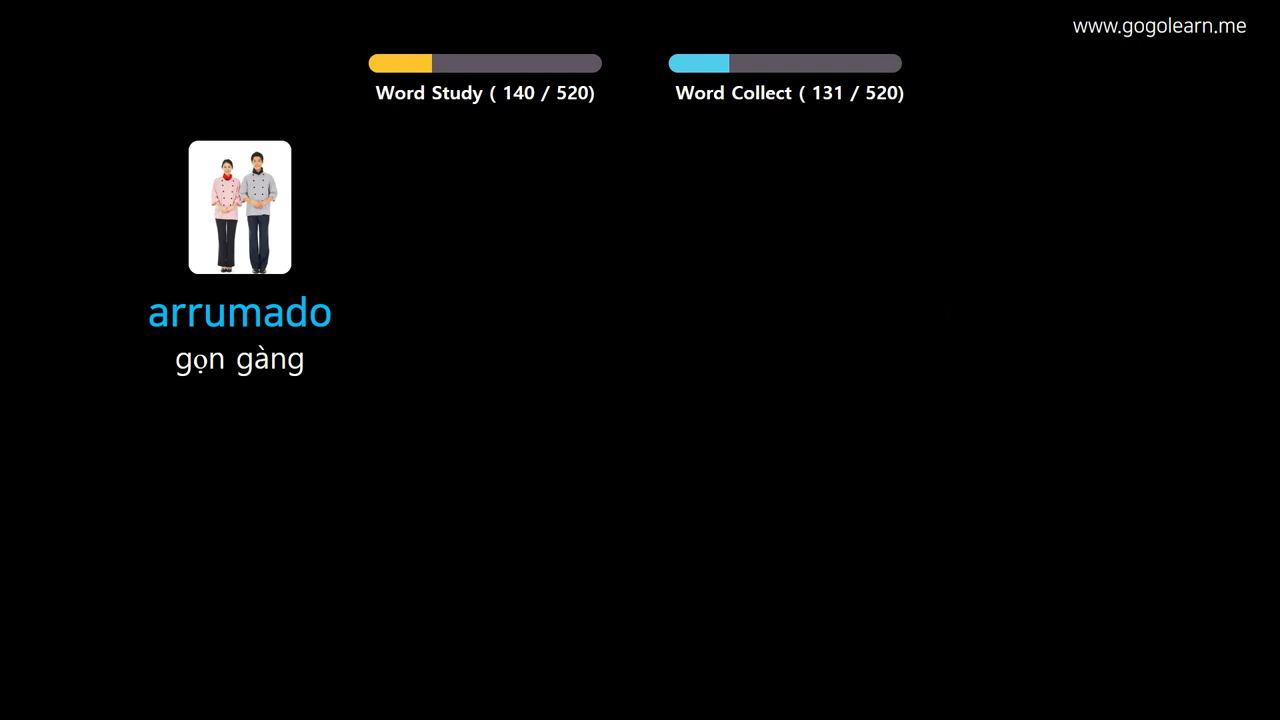 www.gogolearn.me
Word Study ( 140 / 520)
Word Collect ( 131 / 520)
arrumado
gọn gàng